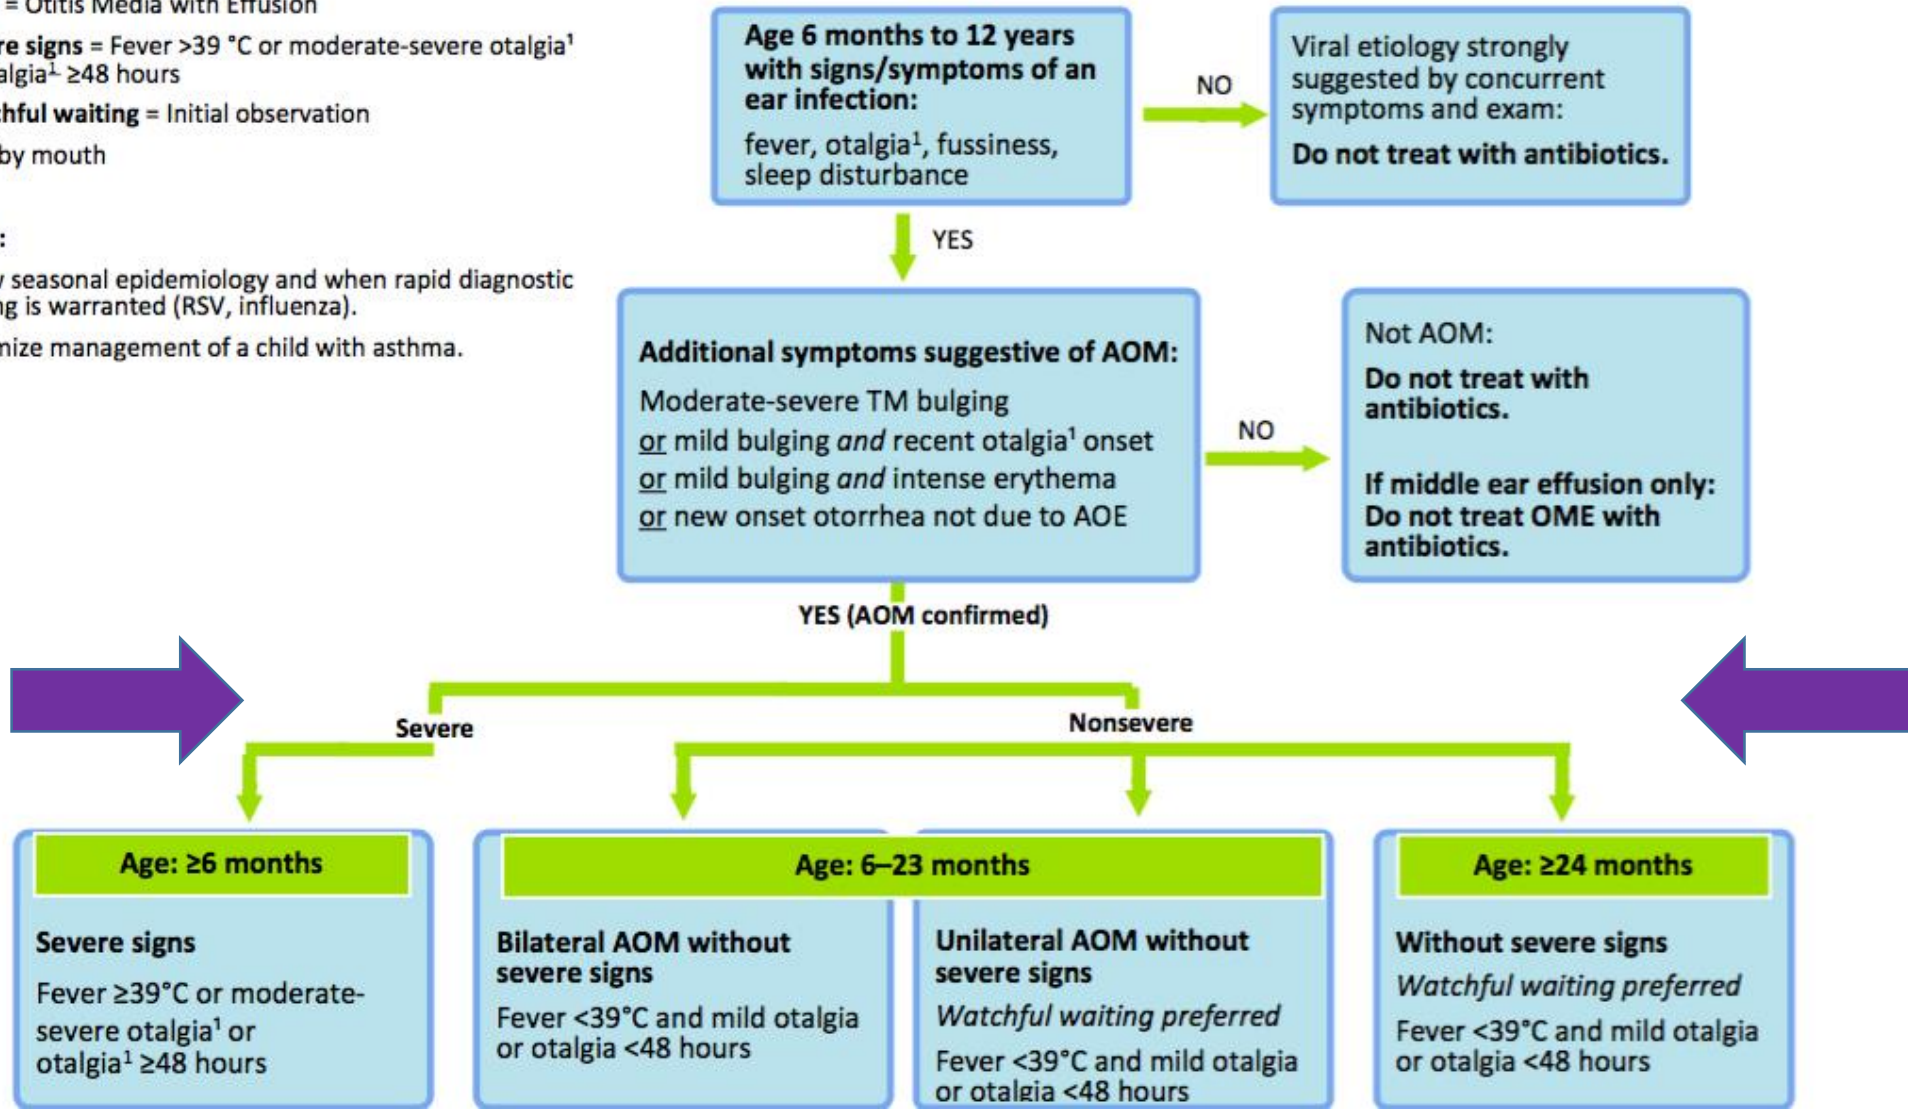 = Otitis Media with Effusion
re signs = Fever >39 °C or moderate-severe otalgia¹
algia¹ ≥48 hours
hful waiting = Initial observation
by mouth
:
seasonal epidemiology and when rapid diagnostic
ng is warranted (RSV, influenza).
mize management of a child with asthma.
Age 6 months to 12 years
with signs/symptoms of an
ear infection:
fever, otalgia¹, fussiness,
sleep disturbance
NO
Viral etiology strongly
suggested by concurrent
symptoms and exam:
Do not treat with antibiotics.
YES
Additional symptoms suggestive of AOM:
Moderate-severe TM bulging
or mild bulging and recent otalgia¹ onset
or mild bulging and intense erythema
or new onset otorrhea not due to AOE
NO
Not AOM:
Do not treat with
antibiotics.
If middle ear effusion only:
Do not treat OME with
antibiotics.
YES (AOM confirmed)
Severe
Nonsevere
Age: ≥6 months
Severe signs
Fever ≥39°C or moderate-
severe otalgia¹ or
otalgia¹ ≥48 hours
Age: 6–23 months
Bilateral AOM without
severe signs
Fever <39°C and mild otalgia
or otalgia <48 hours
Unilateral AOM without
severe signs
Watchful waiting preferred
Fever <39°C and mild otalgia
or otalgia <48 hours
Age: ≥24 months
Without severe signs
Watchful waiting preferred
Fever <39°C and mild otalgia
or otalgia <48 hours